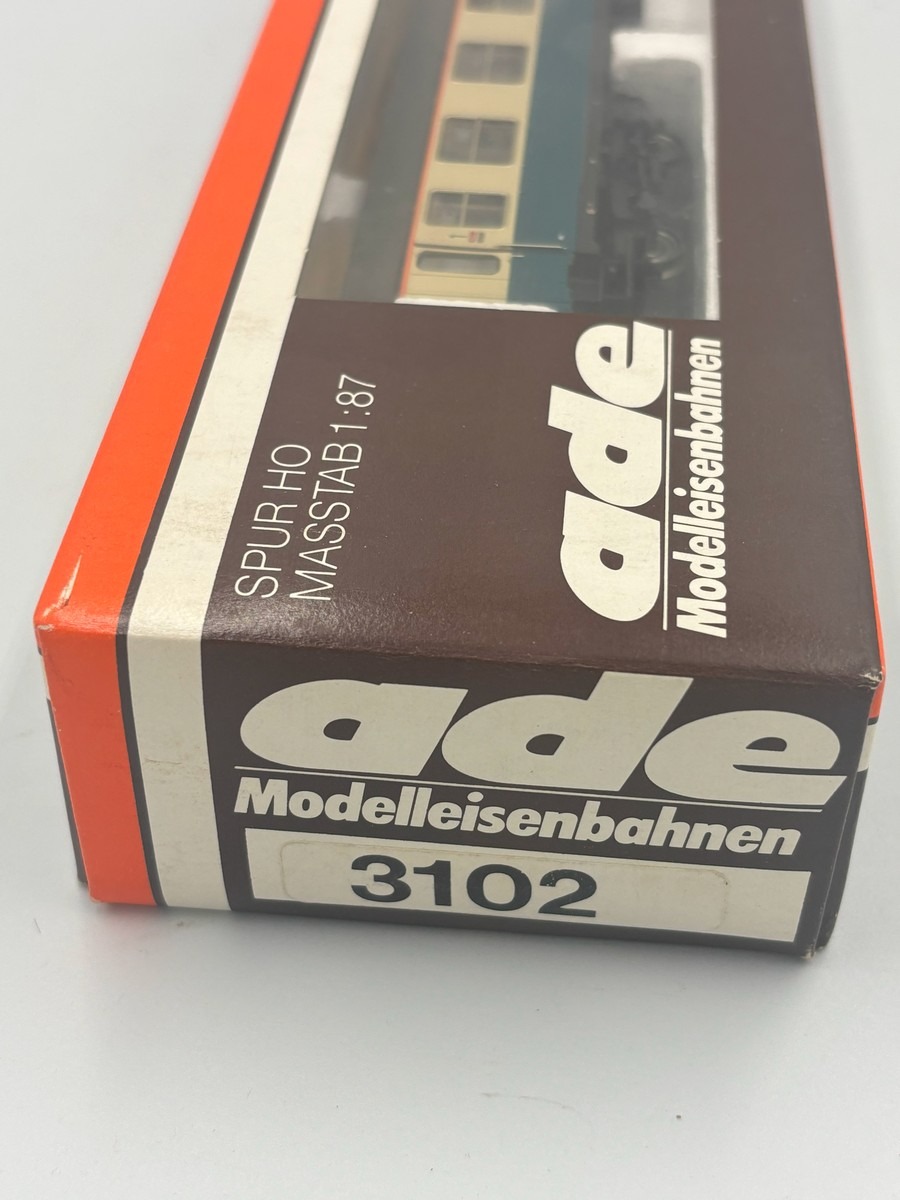 SPUR HO
MASSTAB 1:87
ade
Modelleisenbahnen
ade
Modelleisenbahnen
3102